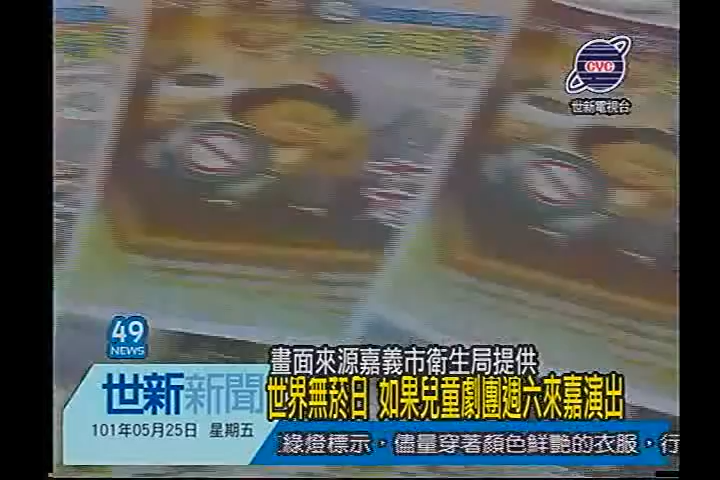 CVC
世新電視台
49
NEWS
畫面來源嘉義市衛生局提供
世新新聞
世界無菸日 如果兒童劇團週六來嘉演出
101年05月25日 星期五
綠燈標示，儘量穿著顏色鮮艷的衣服，行